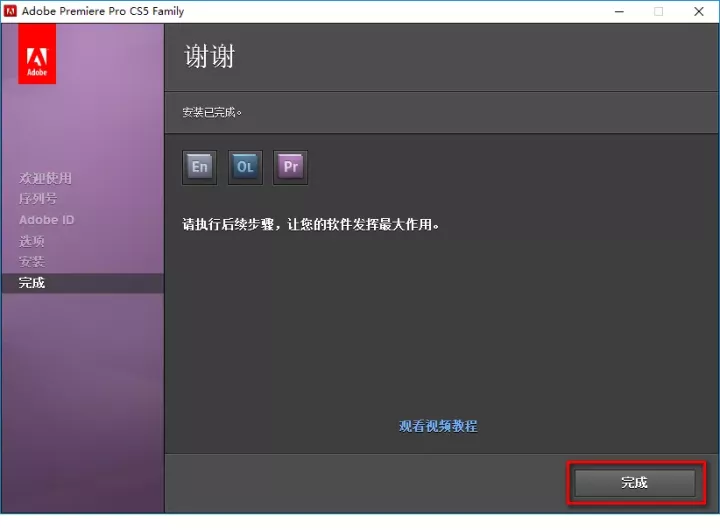 Adobe Premiere Pro CS5 Family
Adobe
谢谢
安装已完成。
En OL Pr
请执行后续步骤，让您的软件发挥最大作用。
欢迎使用
序列号
Adobe ID
选项
安装
完成
观看视频教程
完成